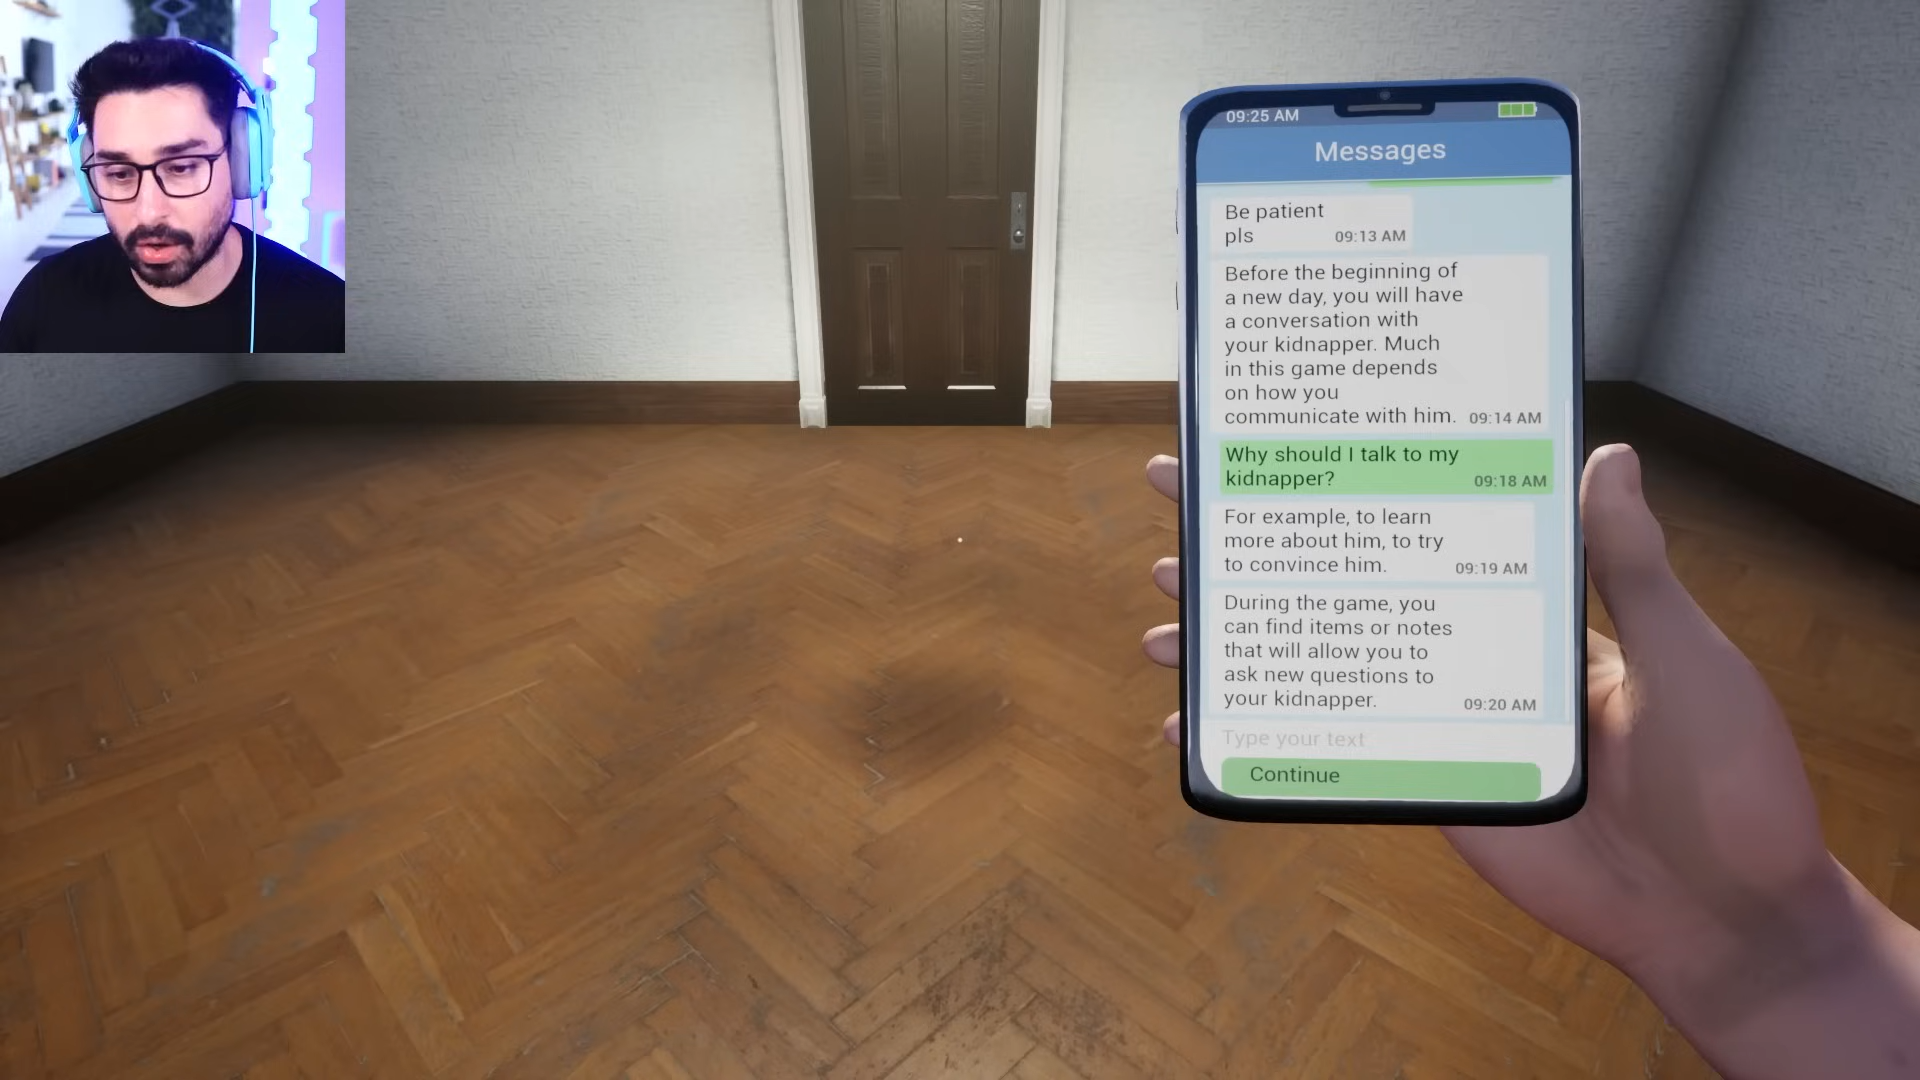 09:25 AM
Messages
Be patient
pls 09:13 AM
Before the beginning of
a new day, you will have
a conversation with
your kidnapper. Much
in this game depends
on how you
communicate with him. 09:14 AM
Why should I talk to my
kidnapper? 09:18 AM
For example, to learn
more about him, to try
to convince him. 09:19 AM
During the game, you
can find items or notes
that will allow you to
ask new questions to
your kidnapper. 09:20 AM
Type your text
Continue